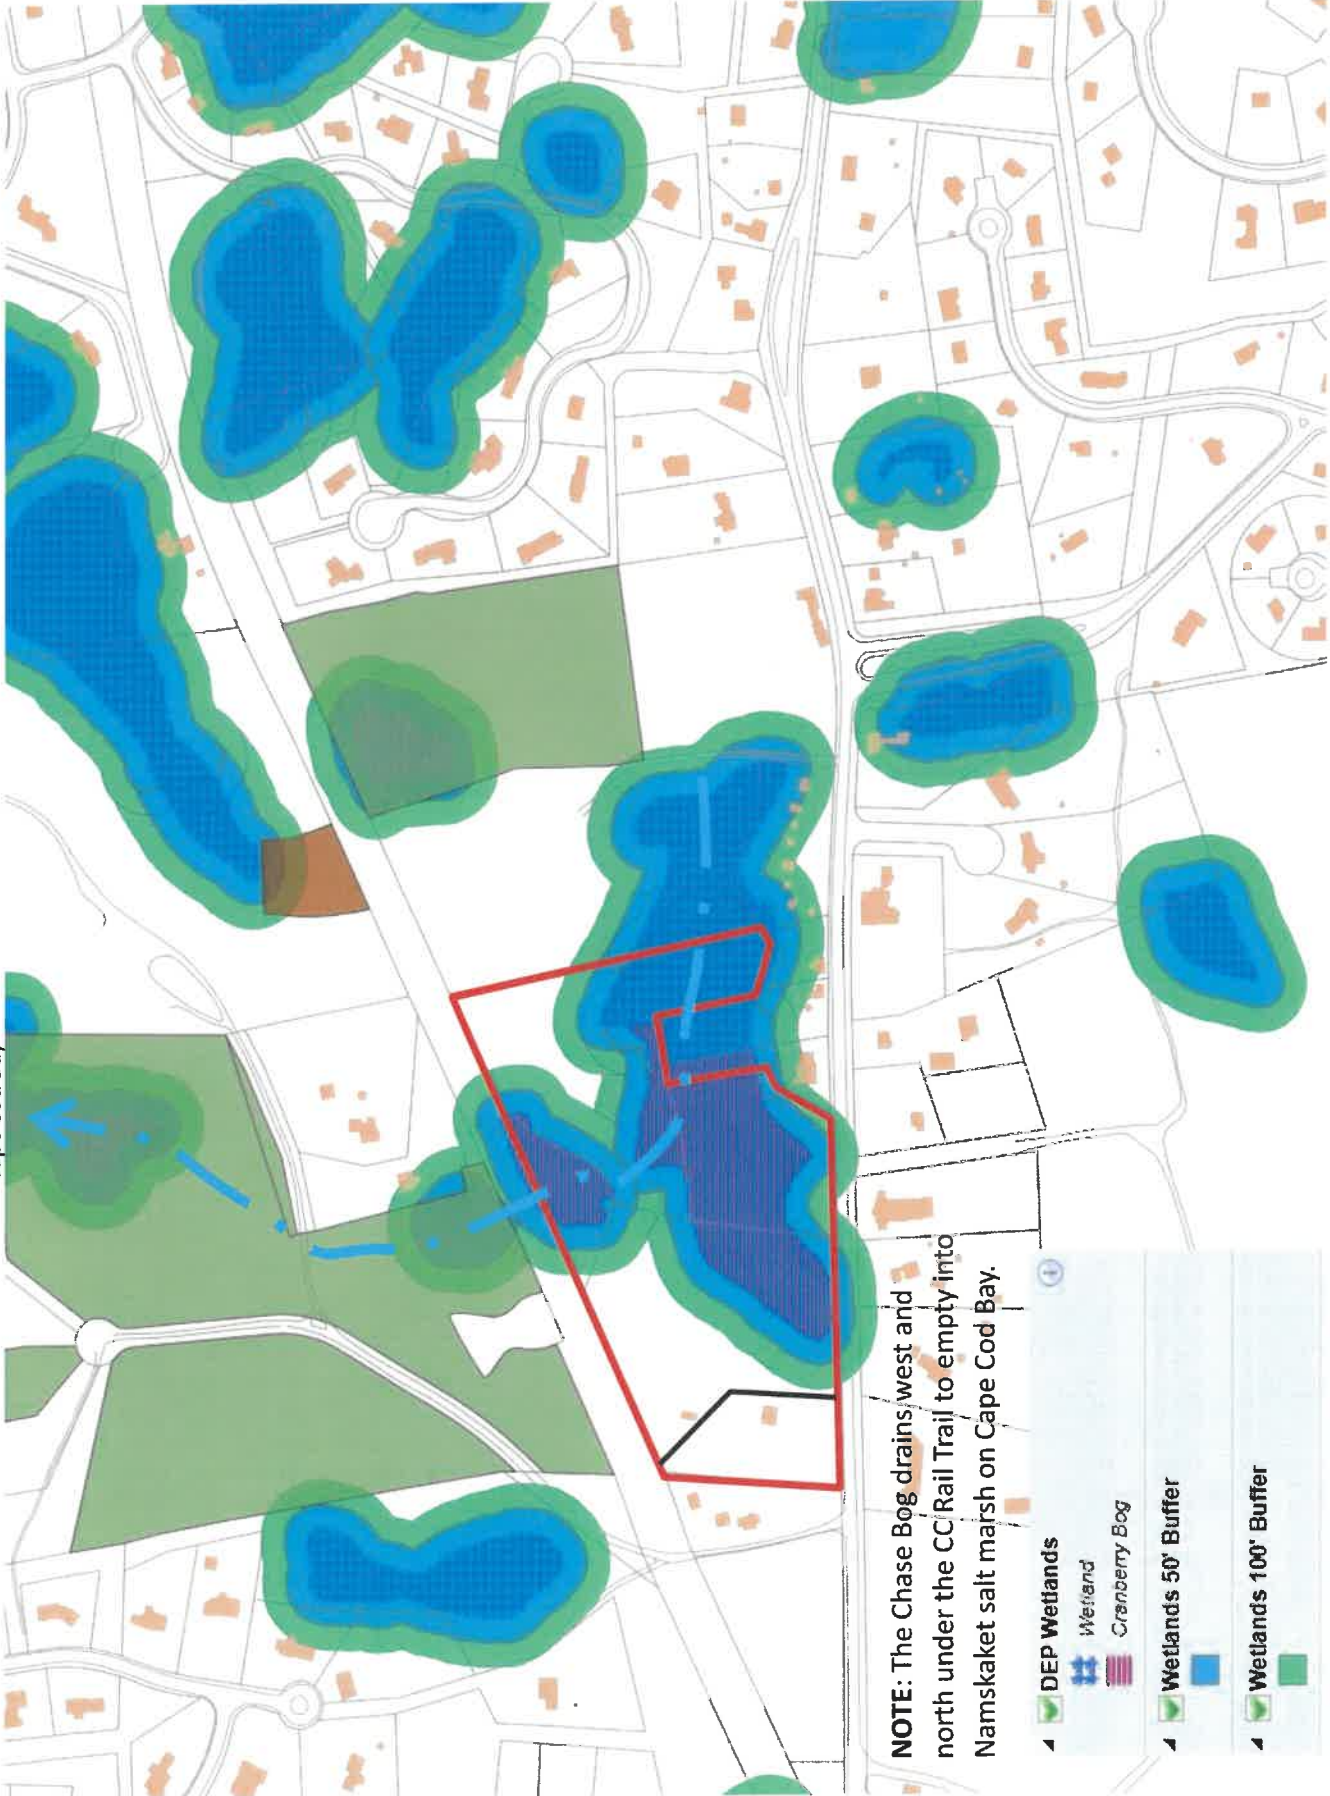 NOTE: The Chase Bog drains west and
north under the CC Rail Trail to empty into
Namskaket salt marsh on Cape Cod Bay.
DEP Wetlands
Wetland
Cranberry Bog
Wetlands 50' Buffer
Wetlands 100' Buffer